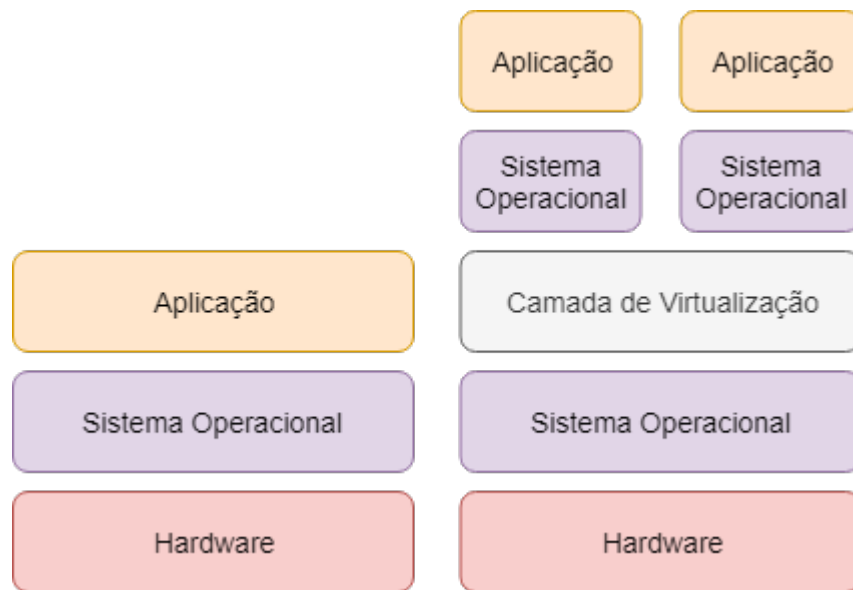 Aplicação
Aplicação
Sistema
Operacional
Sistema
Operacional
Aplicação
Camada de Virtualização
Sistema Operacional
Sistema Operacional
Hardware
Hardware